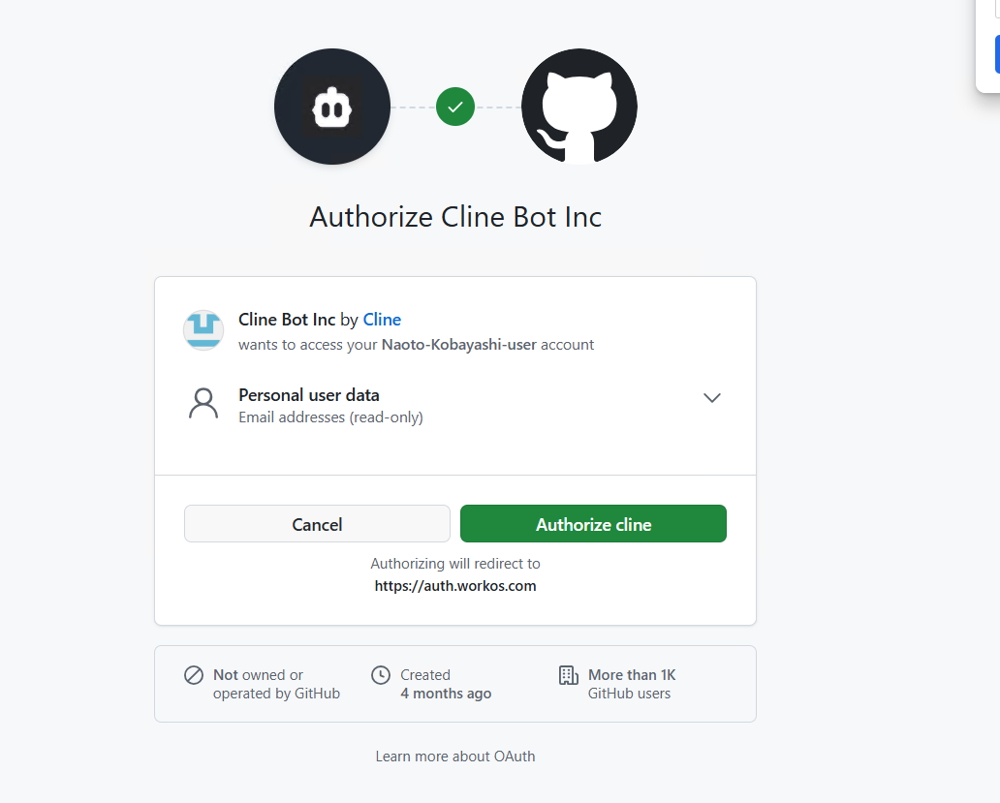 Authorize Cline Bot Inc
Cline Bot Inc by Cline
wants to access your Naoto-Kobayashi-user account
Personal user data
Email addresses (read-only)
Cancel
Authorize cline
Authorizing will redirect to
https://auth.workos.com
Not owned or
operated by GitHub
Created
4 months ago
More than 1K
GitHub users
Learn more about OAuth